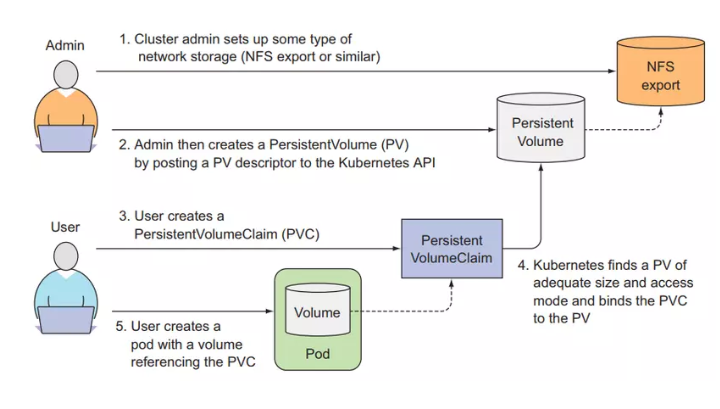 Admin
1. Cluster admin sets up some type of
network storage (NFS export or similar)
NFS
export
2. Admin then creates a PersistentVolume (PV)
by posting a PV descriptor to the Kubernetes API
Persistent
Volume
User
3. User creates a
PersistentVolumeClaim (PVC)
Persistent
VolumeClaim
4. Kubernetes finds a PV of
adequate size and access
mode and binds the PVC
to the PV
5. User creates a
pod with a volume
referencing the PVC
Volume
Pod